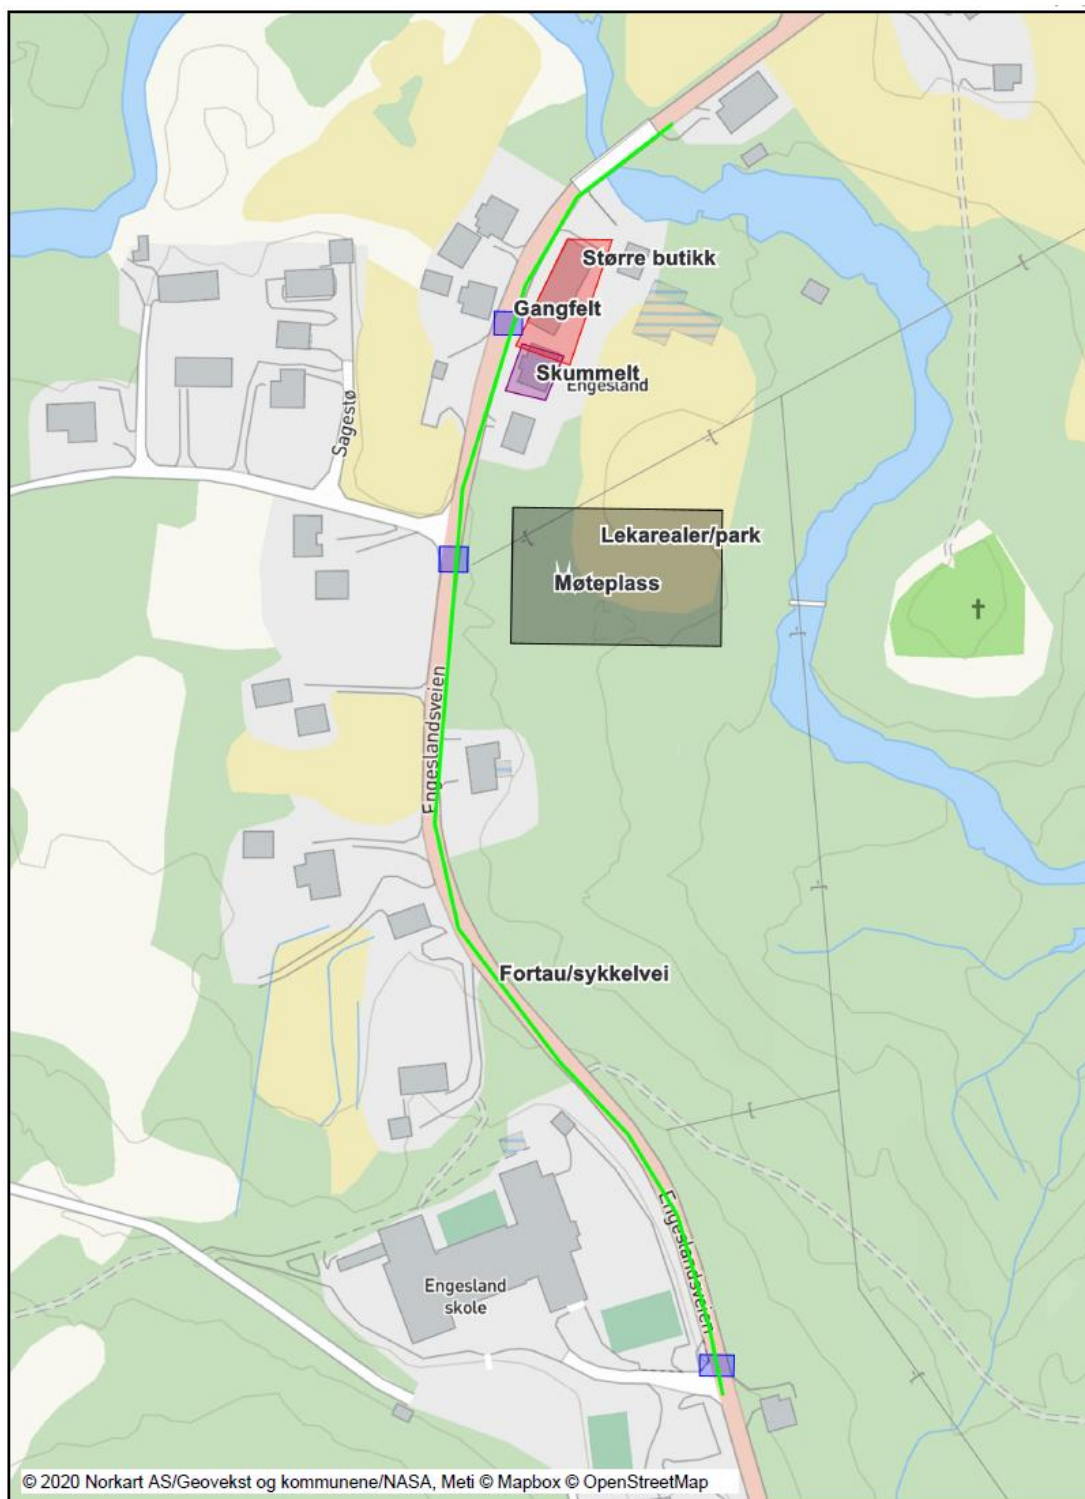 Større butikk
Gangfelt
Skummelt
Engesland
Sagestø
Lekarealer/park
Møteplass
Engeslandsveien
Fortau/sykkelvei
Engeslandsveien
Engesland
skole
© 2020 Norkart AS/Geovekst og kommunene/NASA, Meti © Mapbox © OpenStreetMap